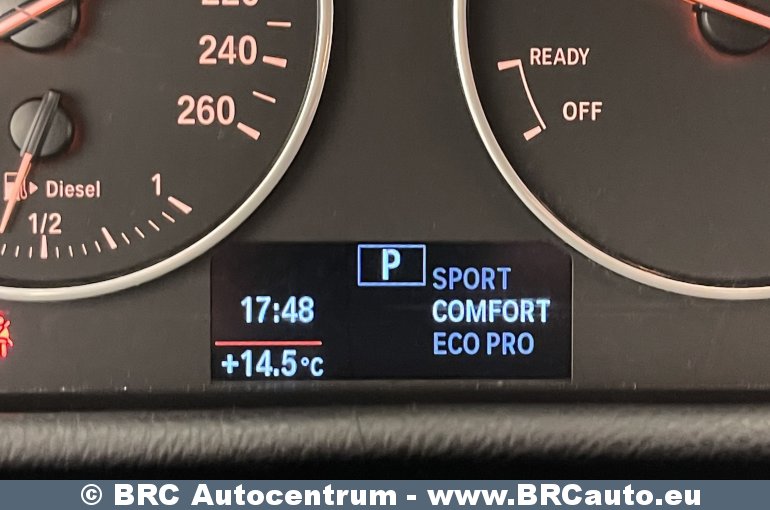 220
240
260
READY
OFF
Diesel
1/2
1
P
SPORT
17:48
COMFORT
ECO PRO
+14.5°C
© BRC Autocentrum - www.BRCauto.eu